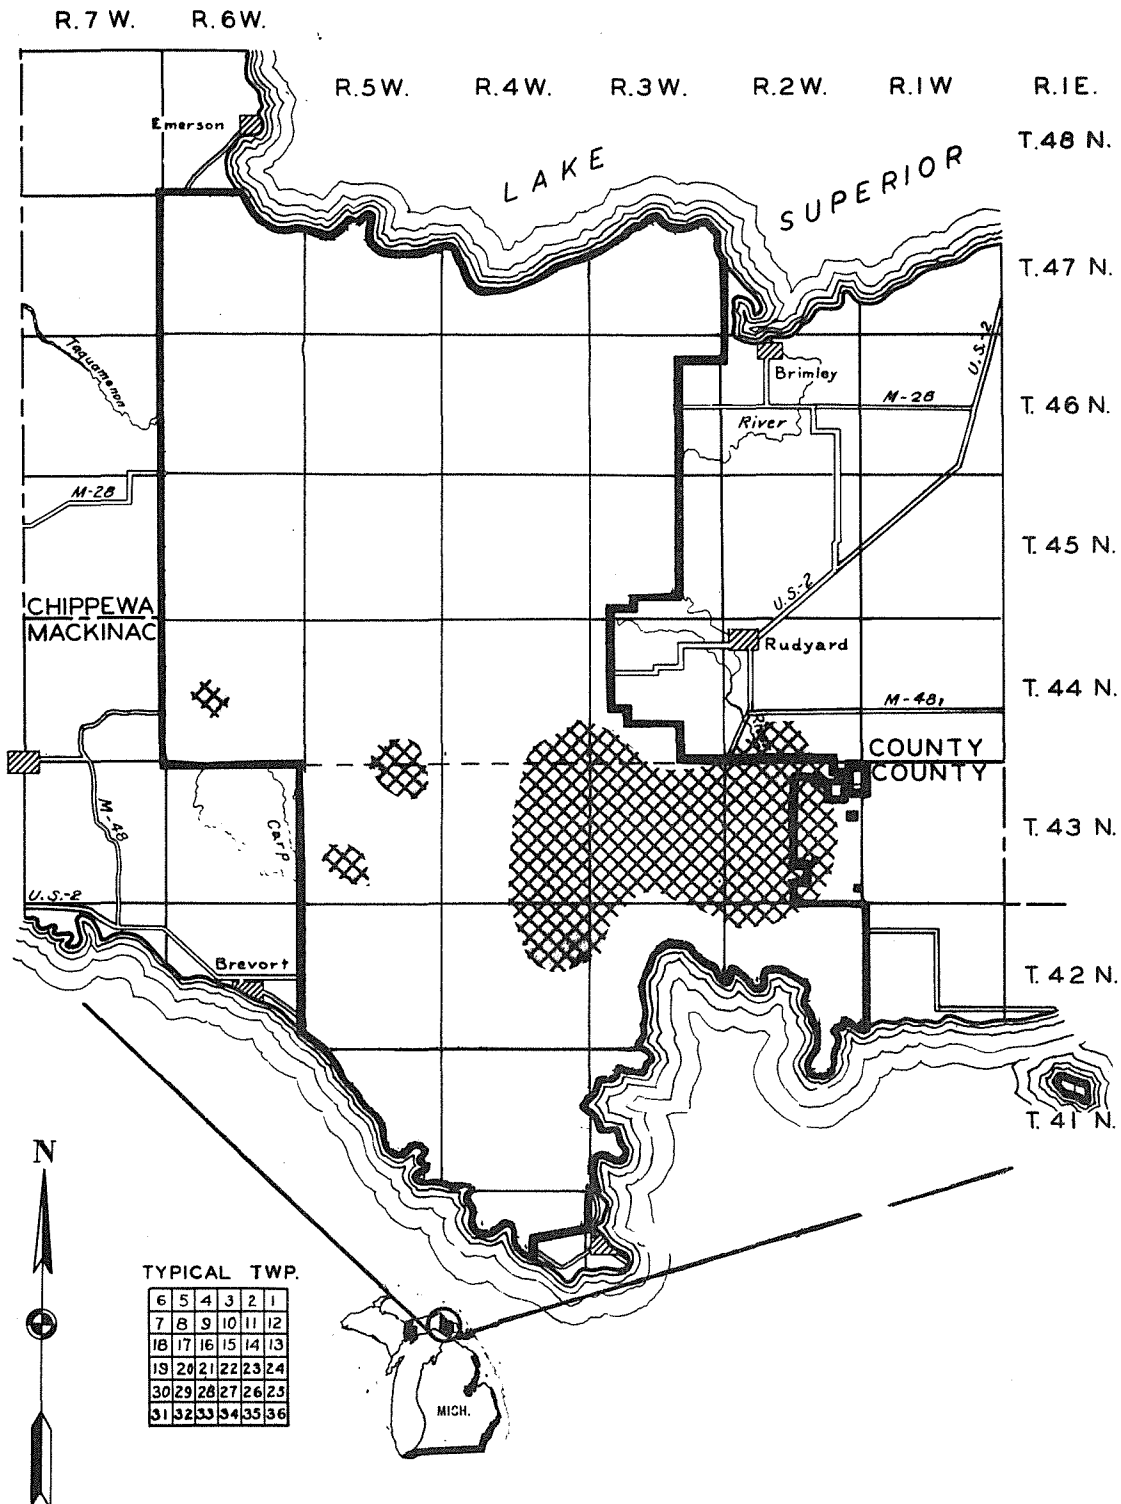 R. 7 W. R. 6W.
R.5W. R.4W. R.3W. R.2W. R.1W R.1E.
Emerson
T.48 N.
LAKE
SUPERIOR
T.47 N.
Taquamenon
U.S.-2
Brimley
M-28
T. 46 N.
River
M-28
T. 45 N.
U.S.-2
CHIPPEWA
MACKINAC
Rudyard
T. 44 N.
M-48
COUNTY
COUNTY
M-48
Carp
T. 43 N.
U.S.-2
Brevort
T. 42 N.
T. 41 N.
N
TYPICAL TWP.
6 5 4 3 2 1
7 8 9 10 11 12
18 17 16 15 14 13
19 20 21 22 23 24
30 29 28 27 26 25
31 32 33 34 35 36
MICH.